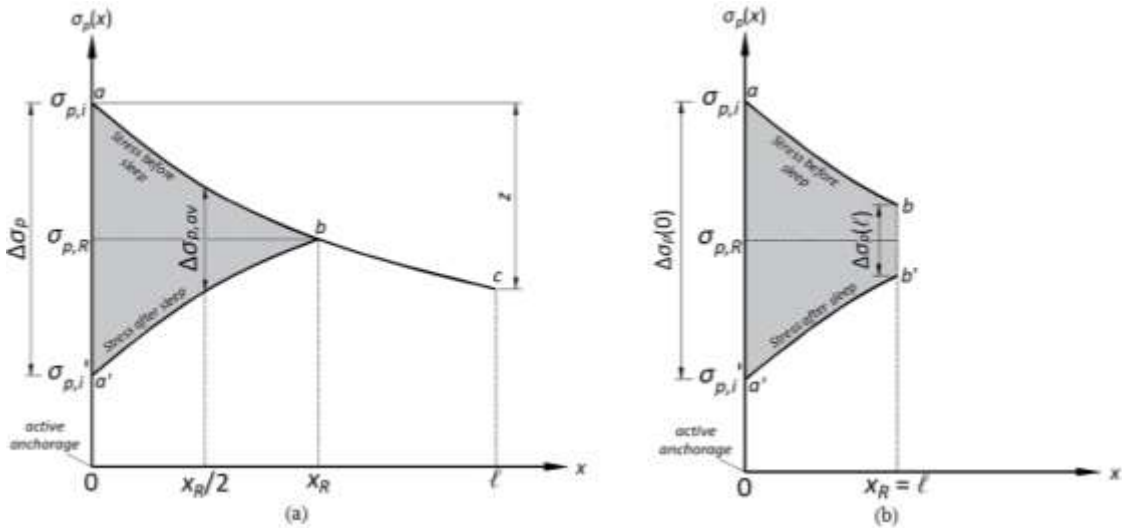 σp(x)
a
σp,i
Stress before
sleep
Δσp
z
Δσp,av
b
σp,R
c
Stress after sleep
σp,i'
a'
active
anchorage
0
xR/2
xR
ℓ
x
(a)
σp(x)
a
σp,i
Stress before
sleep
b
Δσp(0)
σp,R
Δσp(ℓ)
b'
Stress after sleep
σp,i'
a'
active
anchorage
0
xR = ℓ
x
(b)